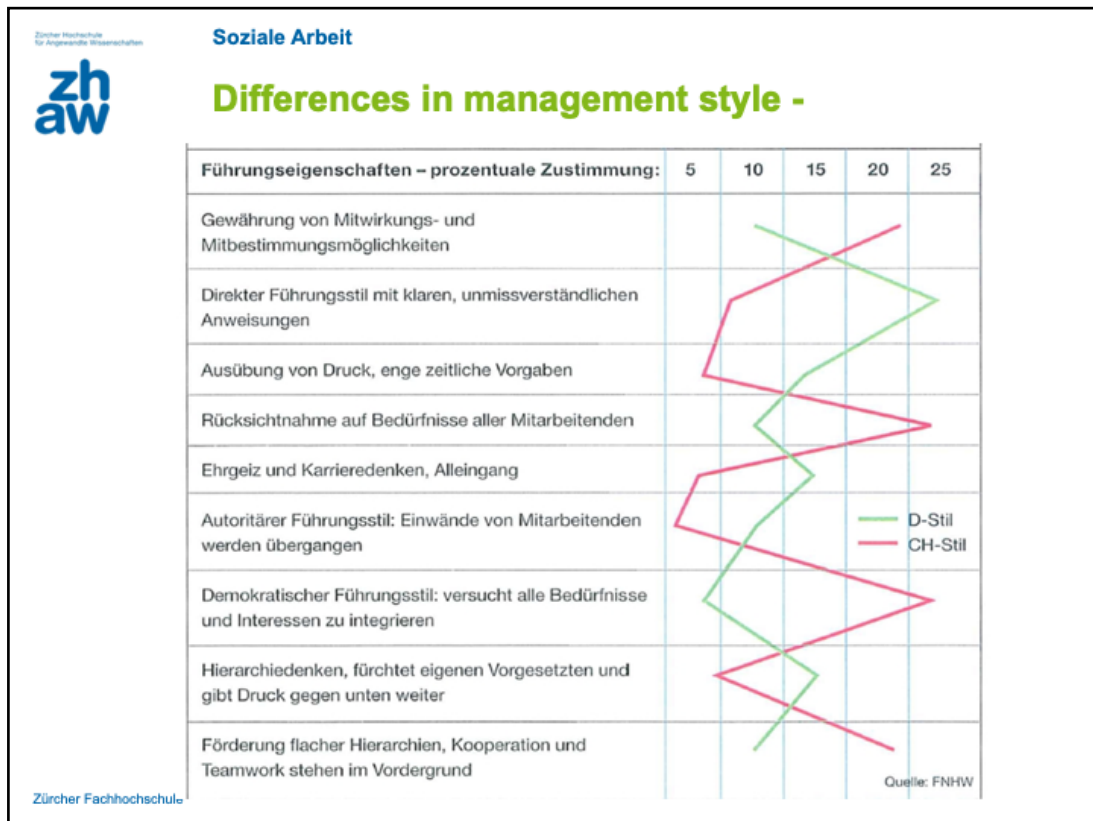 Zürcher Hochschule
für Angewandte Wissenschaften
zh
aw
Soziale Arbeit
Differences in management style -
Führungseigenschaften – prozentuale Zustimmung: 5 10 15 20 25
Gewährung von Mitwirkungs- und
Mitbestimmungsmöglichkeiten
Direkter Führungsstil mit klaren, unmissverständlichen
Anweisungen
Ausübung von Druck, enge zeitliche Vorgaben
Rücksichtnahme auf Bedürfnisse aller Mitarbeitenden
Ehrgeiz und Karrieredenken, Alleingang
Autoritärer Führungsstil: Einwände von Mitarbeitenden
werden übergangen
D-Stil
CH-Stil
Demokratischer Führungsstil: versucht alle Bedürfnisse
und Interessen zu integrieren
Hierarchiedenken, fürchtet eigenen Vorgesetzten und
gibt Druck gegen unten weiter
Förderung flacher Hierarchien, Kooperation und
Teamwork stehen im Vordergrund
Quelle: FNHW
Zürcher Fachhochschule